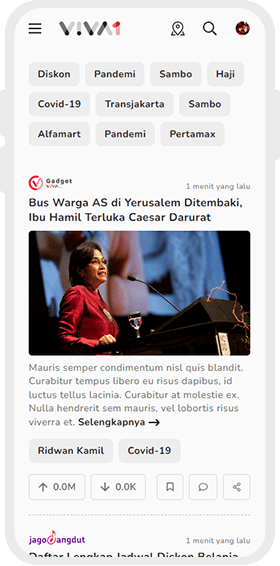 VIVA1
Diskon Pandemi Sambo Haji
Covid-19 Transjakarta Sambo
Alfamart Pandemi Pertamax
Gadget
VIVA
1 menit yang lalu
Bus Warga AS di Yerusalem Ditembaki,
Ibu Hamil Terluka Caesar Darurat
Mauris semper condimentum nisl quis blandit.
Curabitur tempus libero eu risus dapibus, id
luctus tellus lacinia. Curabitur at molestie ex.
Nulla hendrerit sem mauris, vel lobortis risus
viverra et. Selengkapnya
Ridwan Kamil Covid-19
0.0M 0.0K
jagodangdut
1 menit yang lalu
Daftar Lengkap Jadwal Diskon Belanja